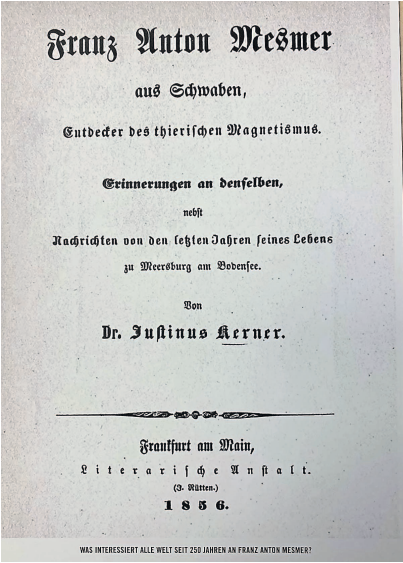 Franz Anton Mesmer
aus Schwaben,
Entdecker des thierischen Magnetismus.
Erinnerungen an denselben,
nebst
Nachrichten von den letzten Jahren seines Lebens
zu Meersburg am Bodensee.
Von
Dr. Justinus Kerner.
Frankfurt am Main,
Literarische Anstalt.
(J. Rütten.)
1856.
WAS INTERESSIERT ALLE WELT SEIT 250 JAHREN AN FRANZ ANTON MESMER?